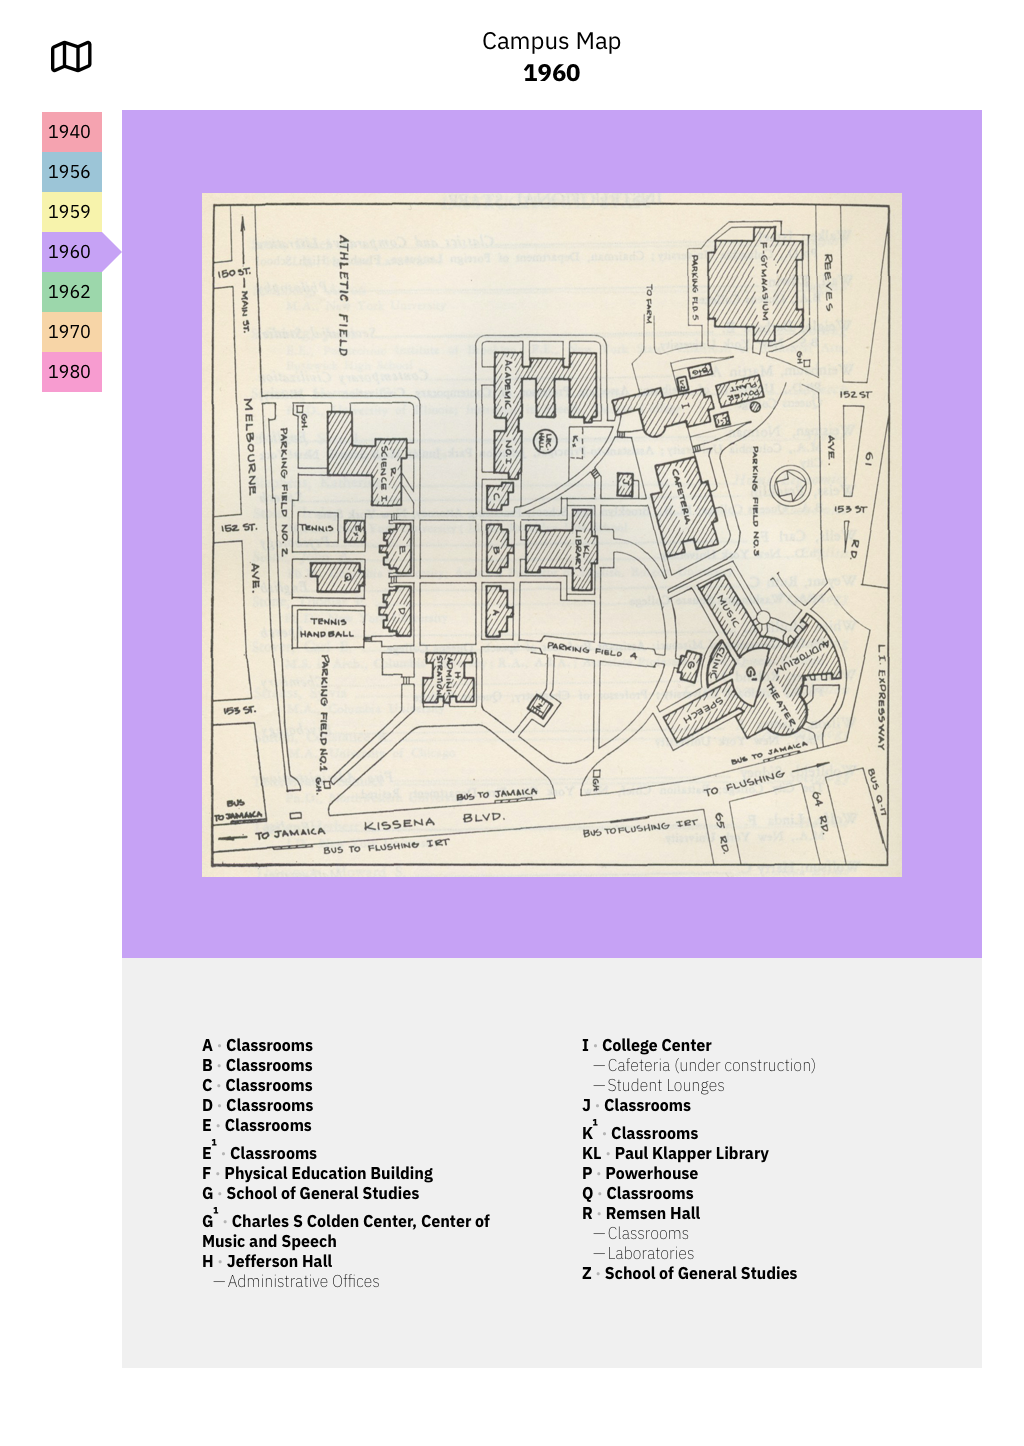 Campus Map
1960
1940
1956
1959
1960
1962
1970
1980
150 ST.
MAIN ST.
ATHLETIC FIELD
TO FARM
PARKING FLD 5
F-GYMNASIUM
REEVES
AVE.
152 ST
153 ST
61
RD.
GH
POWER
PLANT
I
ACADEMIC
NO.1
LEC.
HALL
MELBOURNE
AVE.
GH.
PARKING FIELD NO. 2
R
SCIENCE I
C
J
CAFETERIA
PARKING FIELD NO.3
152 ST.
TENNIS
E
B
KL
LIBRARY
Q
D
A
TENNIS
HANDBALL
MUSIC
PARKING FIELD 4
G
CLINIC
G¹
AUDITORIUM
THEATER
SPEECH
H
ADMINI-
STRATION
Z
PARKING FIELD NO.1
153 ST.
L.I. EXPRESSWAY
G.H.
GH
BUS TO JAMAICA
BUS
TO JAMAICA
BUS TO JAMAICA
TO FLUSHING
BUS Q-17
64 RD.
65 RD.
TO JAMAICA
KISSENA BLVD.
BUS TO FLUSHING IRT
BUS TO FLUSHING IRT
A · Classrooms
B · Classrooms
C · Classrooms
D · Classrooms
E · Classrooms
E¹ · Classrooms
F · Physical Education Building
G · School of General Studies
G¹ · Charles S Colden Center, Center of
Music and Speech
H · Jefferson Hall
—Administrative Offices
I · College Center
—Cafeteria (under construction)
—Student Lounges
J · Classrooms
K¹ · Classrooms
KL · Paul Klapper Library
P · Powerhouse
Q · Classrooms
R · Remsen Hall
—Classrooms
—Laboratories
Z · School of General Studies